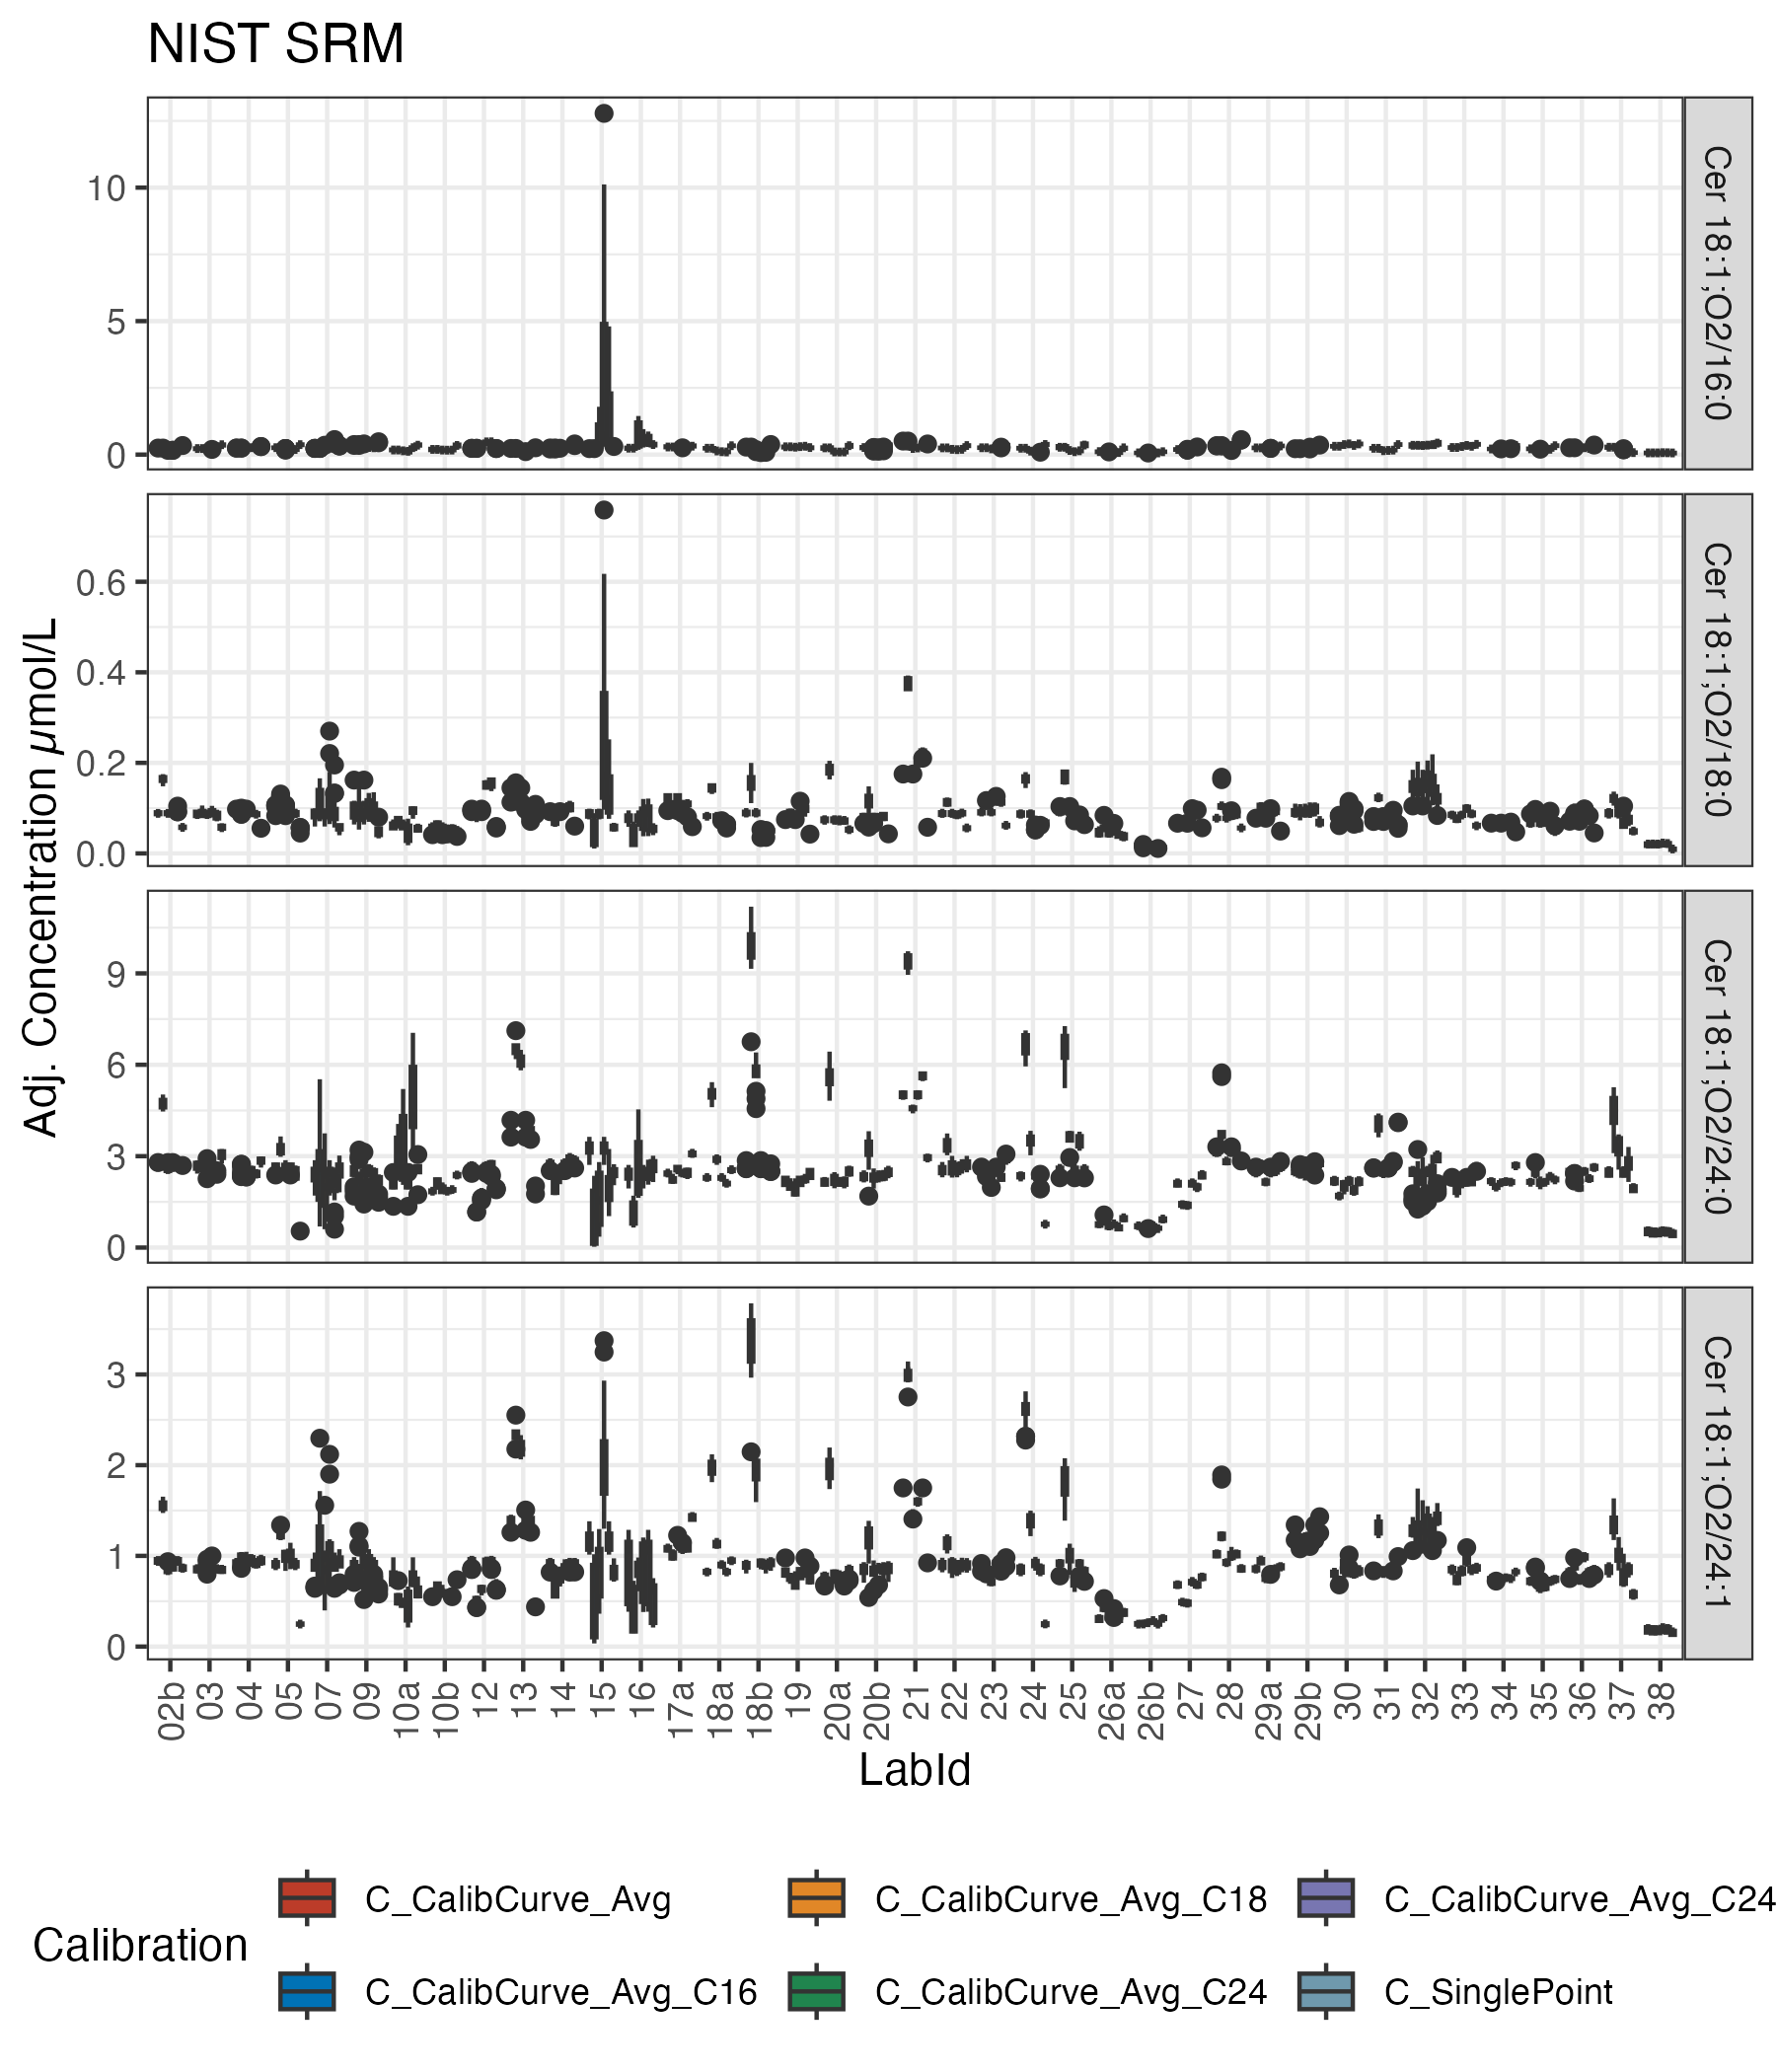 NIST SRM
Adj. Concentration µmol/L
10
5
0
Cer 18:1;O2/16:0
0.6
0.4
0.2
0.0
Cer 18:1;O2/18:0
9
6
3
0
Cer 18:1;O2/24:0
3
2
1
0
Cer 18:1;O2/24:1
02b 03 04 05 07 09 10a 10b 12 13 14 15 16 17a 18a 18b 19 20a 20b 21 22 23 24 25 26a 26b 27 28 29a 29b 30 31 32 33 34 35 36 37 38
LabId
Calibration
C_CalibCurve_Avg
C_CalibCurve_Avg_C18
C_CalibCurve_Avg_C24
C_CalibCurve_Avg_C16
C_CalibCurve_Avg_C24
C_SinglePoint